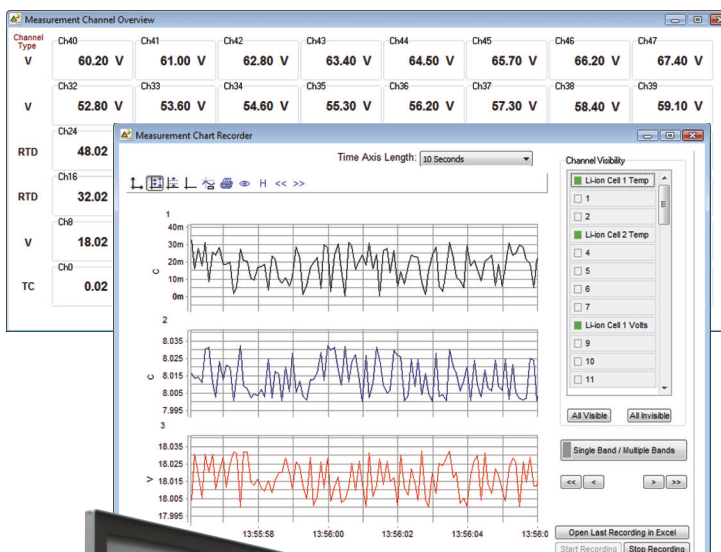 Measurement Channel Overview
Channel Type
Ch40 Ch41 Ch42 Ch43 Ch44 Ch45 Ch46 Ch47
V 60.20 V 61.00 V 62.80 V 63.40 V 64.50 V 65.70 V 66.20 V 67.40 V
Ch32 Ch33 Ch34 Ch35 Ch36 Ch37 Ch38 Ch39
V 52.80 V 53.60 V 54.60 V 55.30 V 56.20 V 57.30 V 58.40 V 59.10 V
Ch24
RTD 48.02
Ch16
RTD 32.02
Ch8
V 18.02
Ch0
TC 0.02
Measurement Chart Recorder
Time Axis Length: 10 Seconds
H << >>
1
40m
30m
20m
10m
0m
C
2
8.035
8.025
8.015
8.005
7.995
C
3
18.035
18.025
18.015
18.005
17.995
V
13:55:58 13:56:00 13:56:02 13:56:04 13:56:0
Channel Visibility
Li-ion Cell 1 Temp
1
2
Li-ion Cell 2 Temp
4
5
6
7
Li-ion Cell 1 Volts
9
10
11
All Visible All Invisible
Single Band / Multiple Bands
<< < > >>
Open Last Recording in Excel
Start Recording Stop Recording